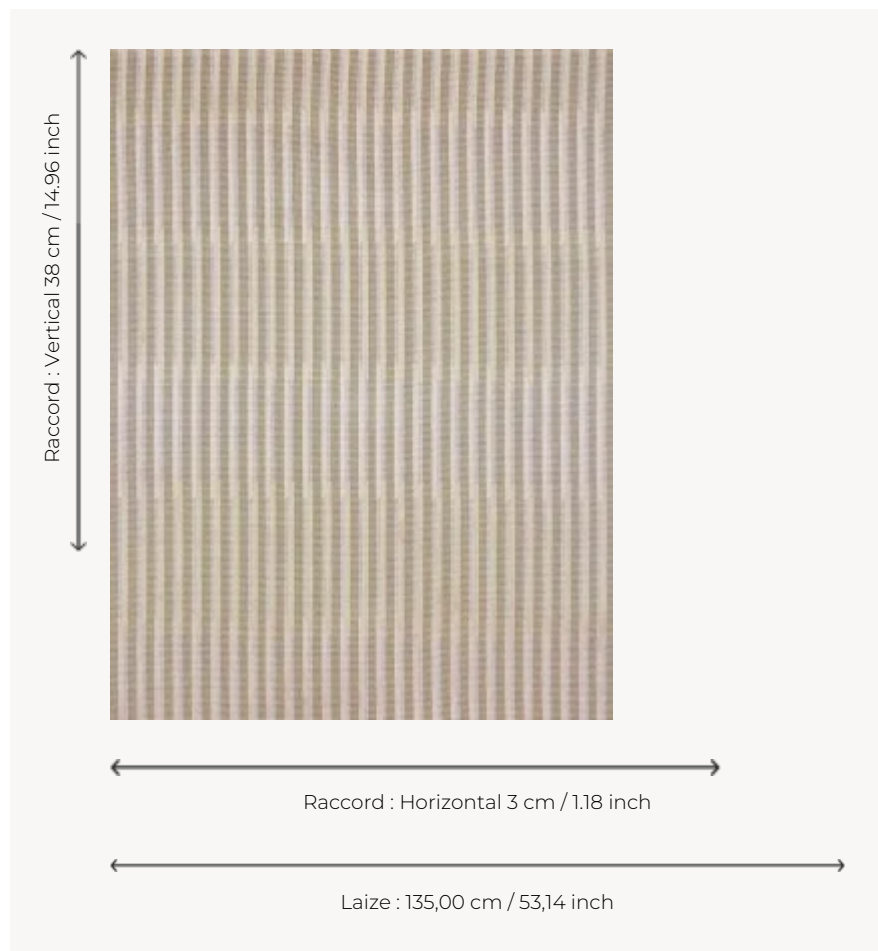 Raccord : Vertical 38 cm / 14.96 inch
Raccord : Horizontal 3 cm / 1.18 inch
Laize : 135,00 cm / 53,14 inch